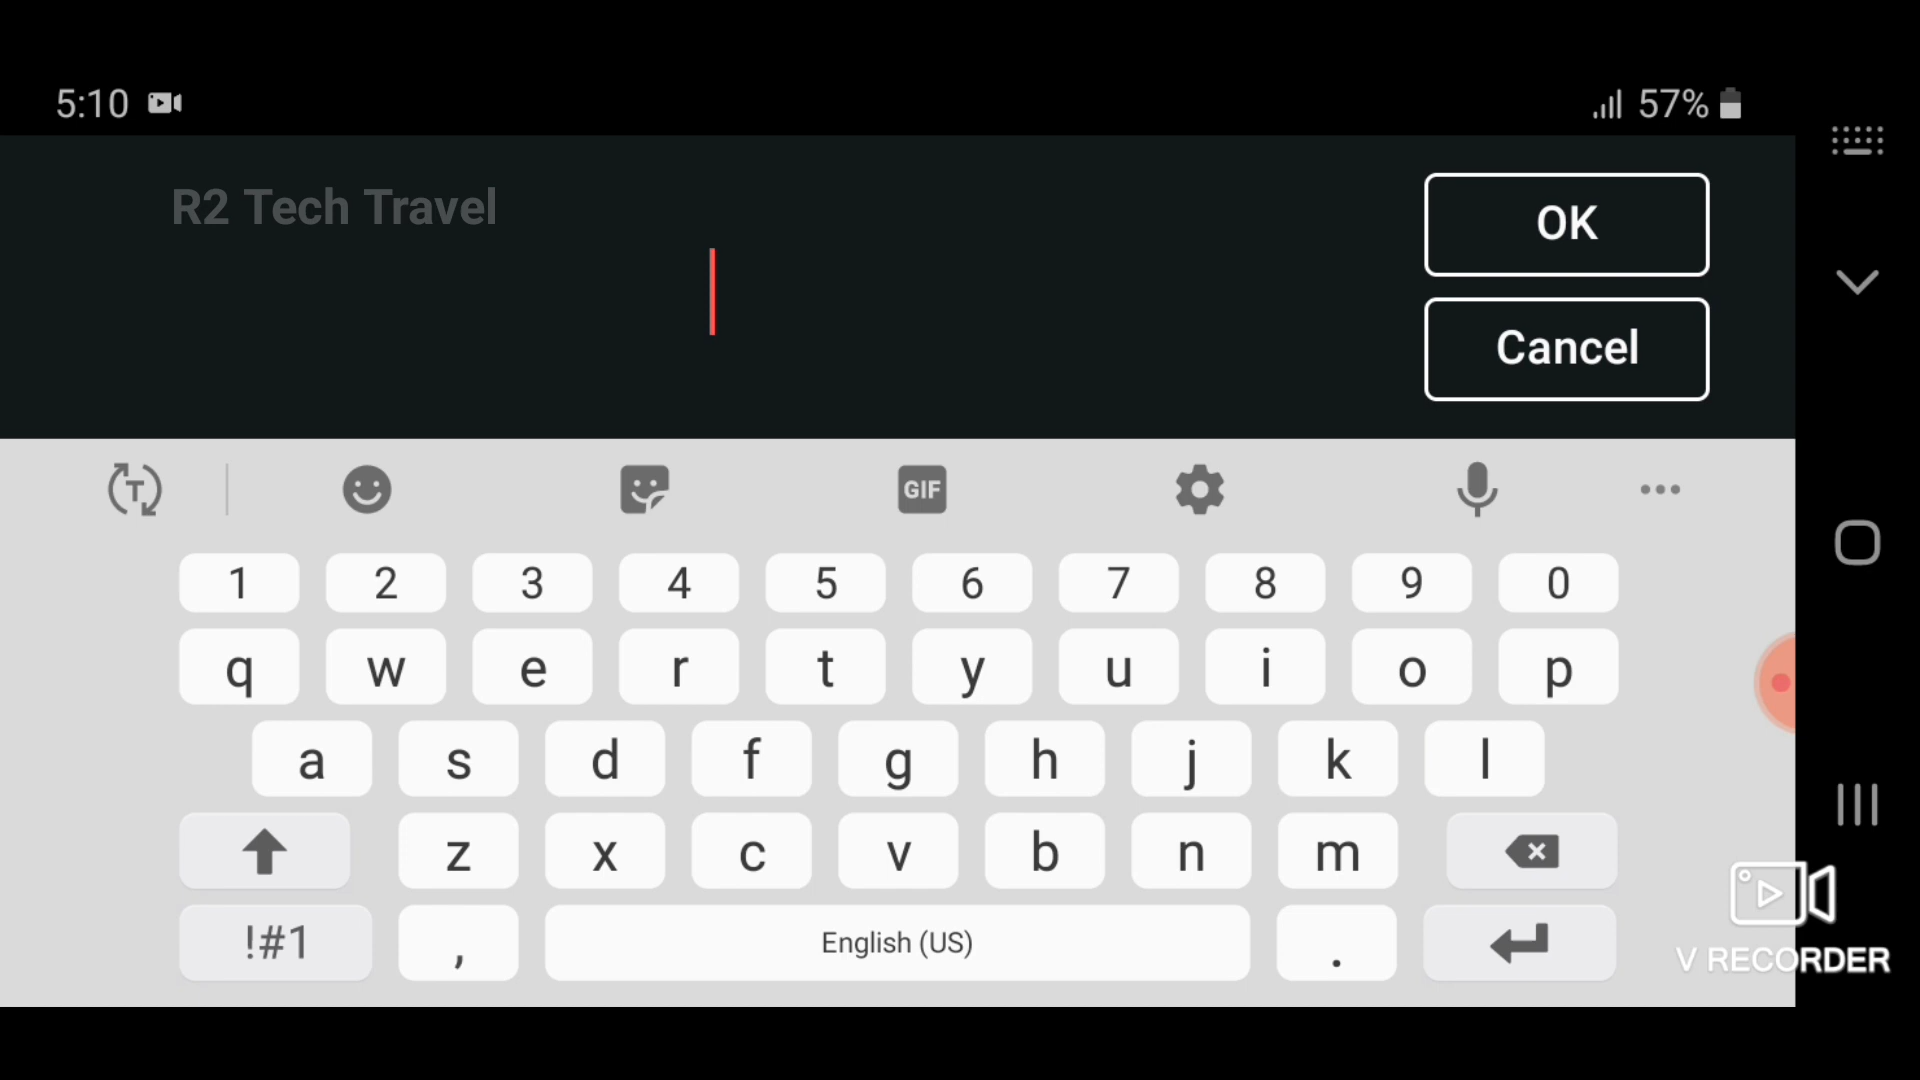 5:10
57%
R2 Tech Travel
OK
Cancel
T
GIF
1 2 3 4 5 6 7 8 9 0
q w e r t y u i o p
a s d f g h j k l
z x c v b n m
!#1 , English (US) .
V RECORDER